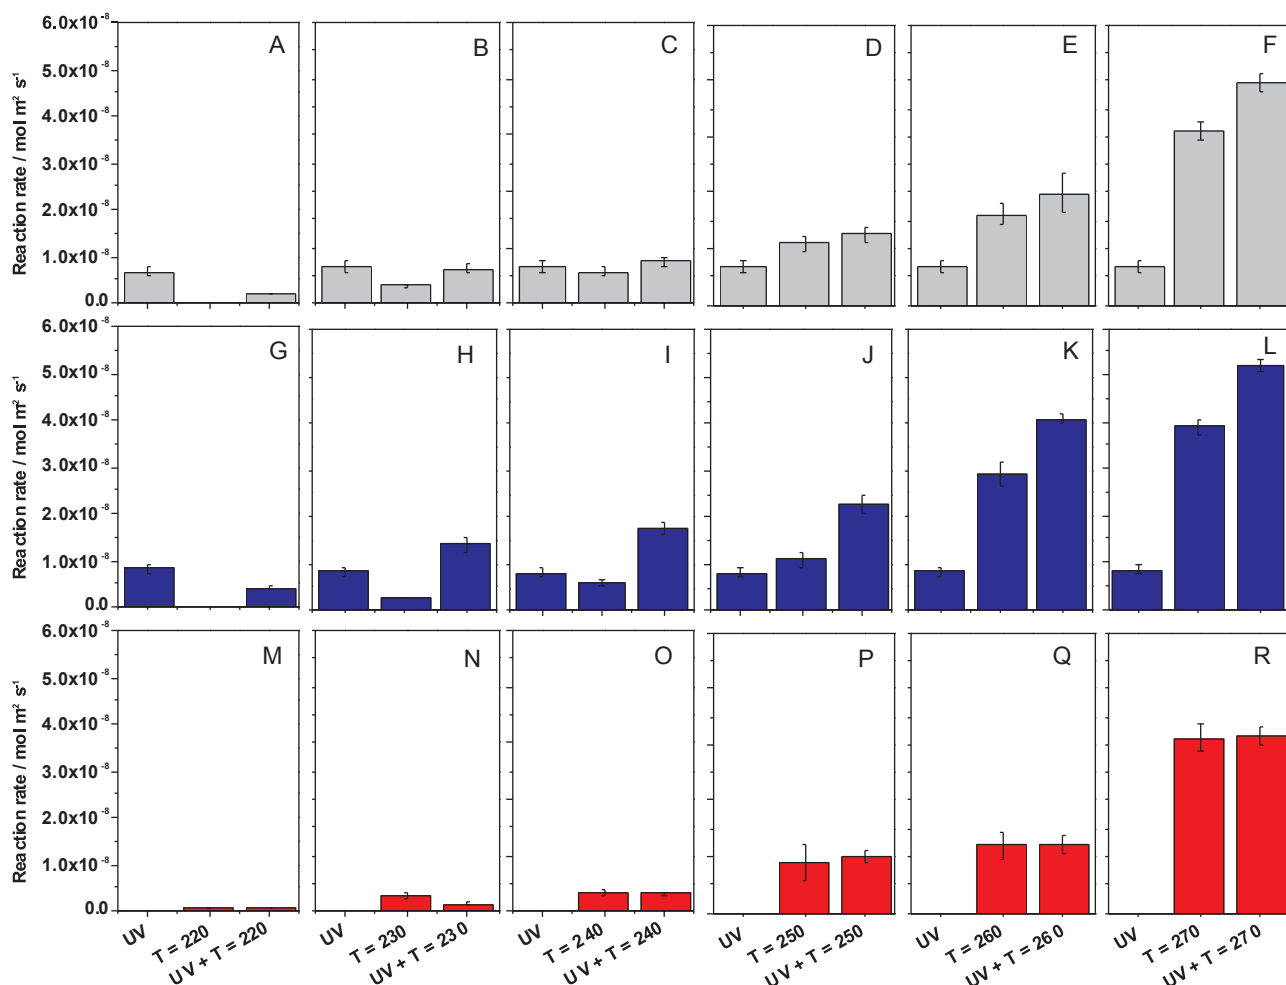 Reaction rate / mol m² s⁻¹
6.0x10⁻⁸
5.0x10⁻⁸
4.0x10⁻⁸
3.0x10⁻⁸
2.0x10⁻⁸
1.0x10⁻⁸
0.0
A
B
C
D
E
F
Reaction rate / mol m² s⁻¹
6.0x10⁻⁸
5.0x10⁻⁸
4.0x10⁻⁸
3.0x10⁻⁸
2.0x10⁻⁸
1.0x10⁻⁸
0.0
G
H
I
J
K
L
Reaction rate / mol m² s⁻¹
6.0x10⁻⁸
5.0x10⁻⁸
4.0x10⁻⁸
3.0x10⁻⁸
2.0x10⁻⁸
1.0x10⁻⁸
0.0
M
N
O
P
Q
R
UV
T = 220
UV + T = 220
UV
T = 230
UV + T = 230
UV
T = 240
UV + T = 240
UV
T = 250
UV + T = 250
UV
T = 260
UV + T = 260
UV
T = 270
UV + T = 270